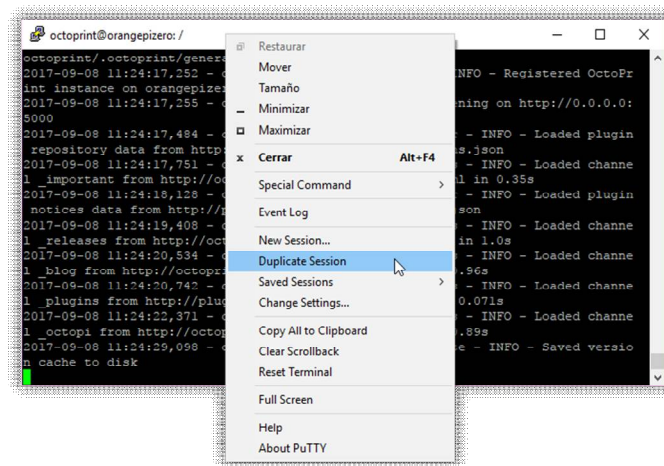 octoprint@orangepizero: /
octoprint/.octoprint/genera
2017-09-08 11:24:17,252 - INFO - Registered OctoPr
int instance on orangepizer
2017-09-08 11:24:17,255 - ening on http://0.0.0.0:
5000
2017-09-08 11:24:17,484 - - INFO - Loaded plugin
repository data from http: s.json
2017-09-08 11:24:17,751 - - INFO - Loaded channe
l _important from http://oc l in 0.35s
2017-09-08 11:24:18,128 - - INFO - Loaded plugin
notices data from http://p son
2017-09-08 11:24:19,408 - - INFO - Loaded channe
l _releases from http://oct in 1.0s
2017-09-08 11:24:20,534 - - INFO - Loaded channe
l _blog from http://octopri .96s
2017-09-08 11:24:20,742 - - INFO - Loaded channe
l _plugins from http://plug 0.071s
2017-09-08 11:24:22,371 - - INFO - Loaded channe
l _octopi from http://octop .89s
2017-09-08 11:24:29,098 - e - INFO - Saved versio
n cache to disk
Restaurar
Mover
Tamaño
Minimizar
Maximizar
Cerrar Alt+F4
Special Command
Event Log
New Session...
Duplicate Session
Saved Sessions
Change Settings...
Copy All to Clipboard
Clear Scrollback
Reset Terminal
Full Screen
Help
About PuTTY